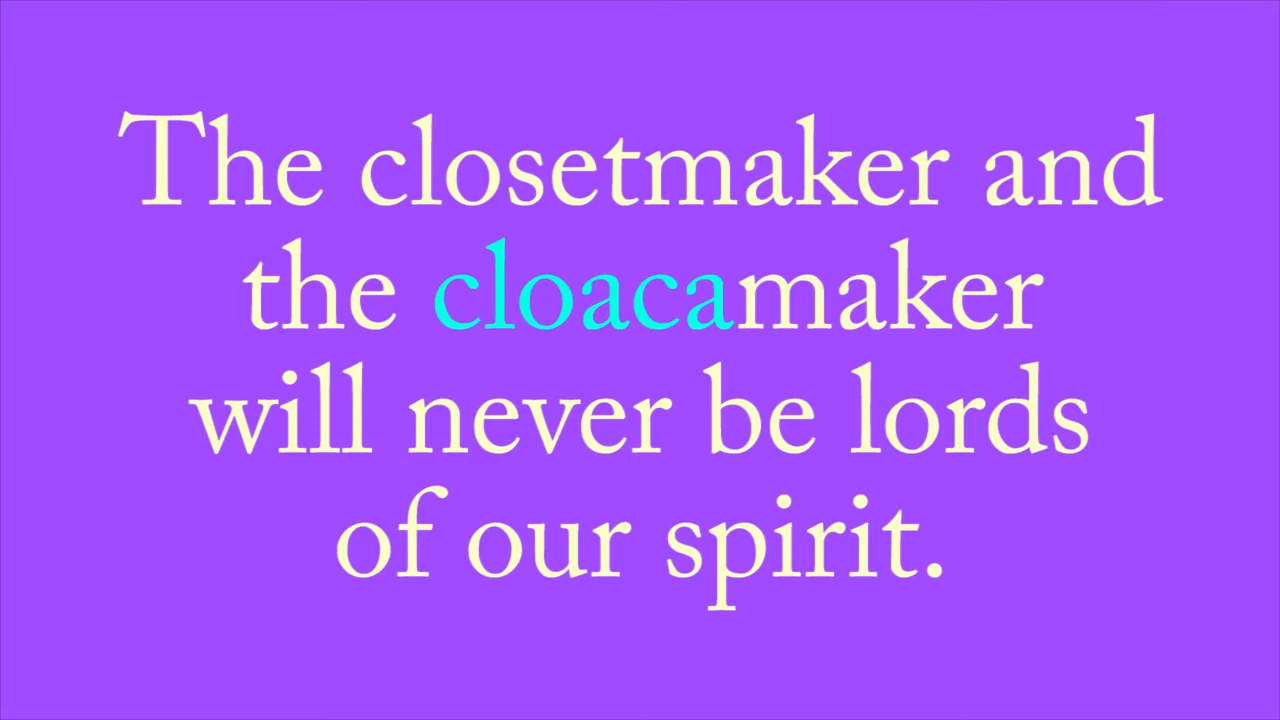 The closetmaker and
the cloacamaker
will never be lords
of our spirit.